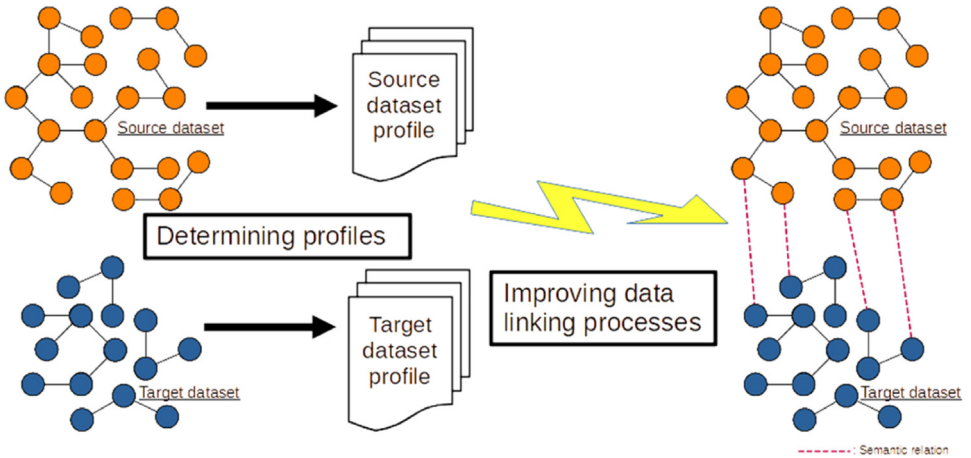 Source
dataset
profile
Source dataset
Source dataset
Determining profiles
Improving data
linking processes
Target
dataset
profile
Target dataset
Target dataset
: Semantic relation